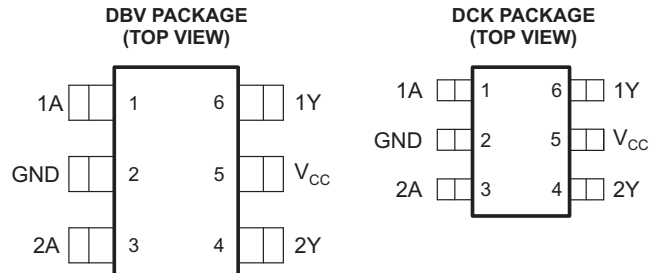 DBV PACKAGE
(TOP VIEW)
1A 1 6 1Y
GND 2 5 VCC
2A 3 4 2Y
DCK PACKAGE
(TOP VIEW)
1A 1 6 1Y
GND 2 5 VCC
2A 3 4 2Y